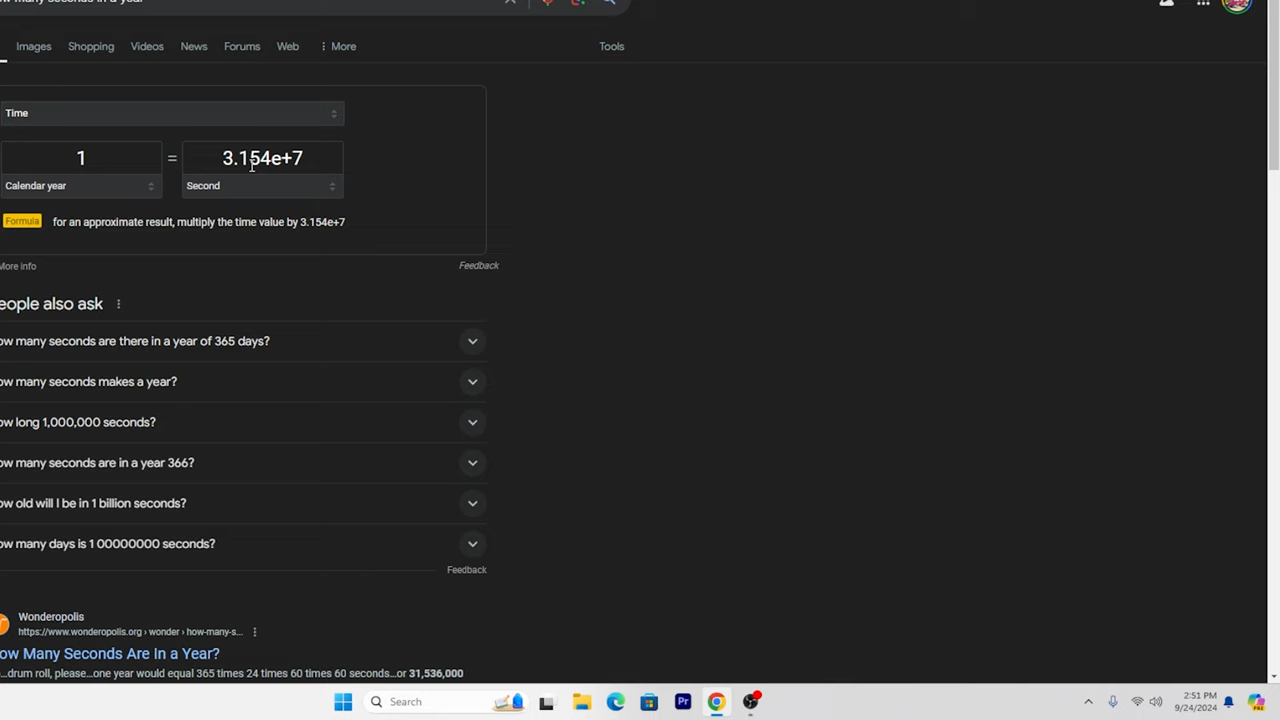 ow many seconds in a year
Images Shopping Videos News Forums Web More Tools
Time
1 = 3.154e+7
Calendar year Second
Formula for an approximate result, multiply the time value by 3.154e+7
More info Feedback
eople also ask
ow many seconds are there in a year of 365 days?
ow many seconds makes a year?
ow long 1,000,000 seconds?
ow many seconds are in a year 366?
ow old will I be in 1 billion seconds?
ow many days is 1 00000000 seconds?
Feedback
Wonderopolis
https://www.wonderopolis.org › wonder › how-many-s...
ow Many Seconds Are In a Year?
...drum roll, please...one year would equal 365 times 24 times 60 times 60 seconds...or 31,536,000
Search
Pr
2:51 PM
9/24/2024